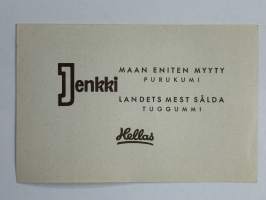 Jenkki
MAAN ENITEN MYYTY
PURUKUMI
LANDETS MEST SÅLDA
TUGGUMMI
Hellas